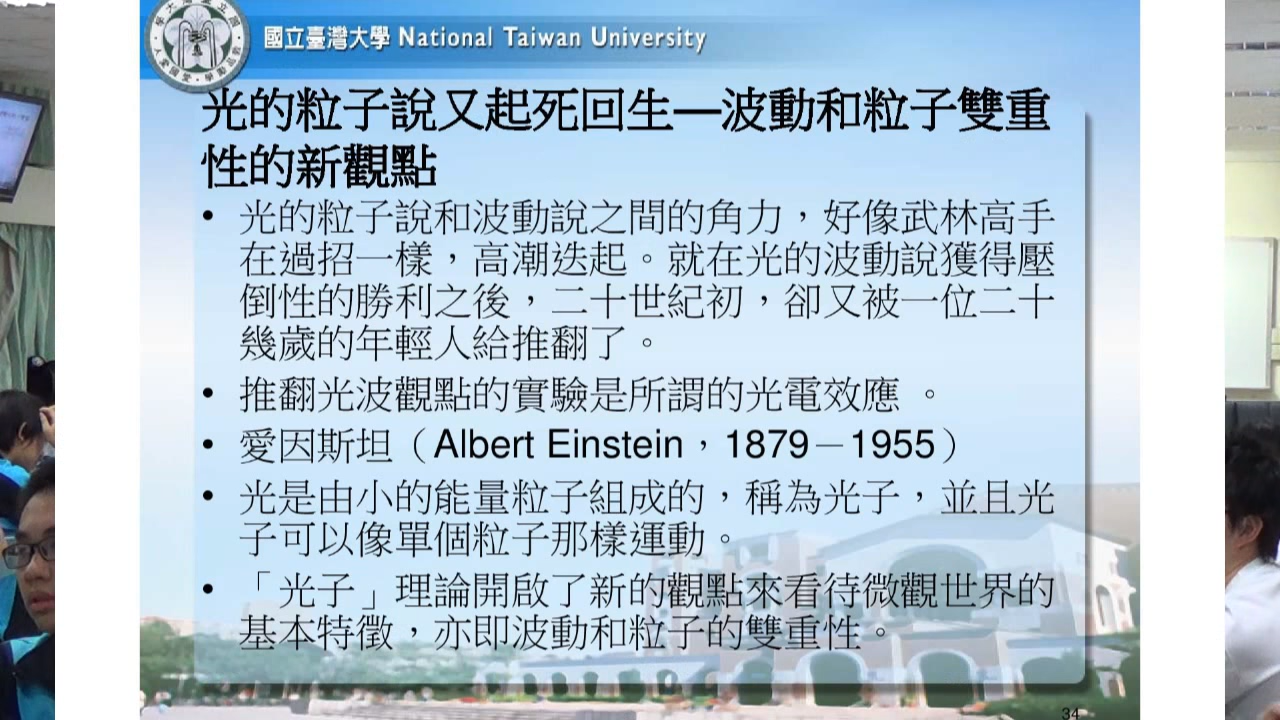 國立臺灣大學 National Taiwan University
光的粒子說又起死回生—波動和粒子雙重
性的新觀點
• 光的粒子說和波動說之間的角力，好像武林高手
在過招一樣，高潮迭起。就在光的波動說獲得壓
倒性的勝利之後，二十世紀初，卻又被一位二十
幾歲的年輕人給推翻了。
• 推翻光波觀點的實驗是所謂的光電效應 。
• 愛因斯坦（Albert Einstein，1879－1955）
• 光是由小的能量粒子組成的，稱為光子，並且光
子可以像單個粒子那樣運動。
• 「光子」理論開啟了新的觀點來看待微觀世界的
基本特徵，亦即波動和粒子的雙重性。
34